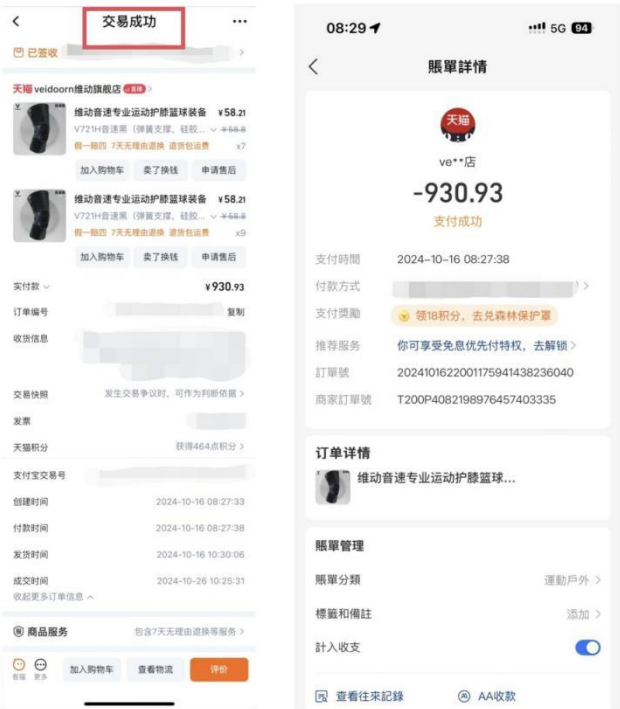 交易成功
已签收
天猫 veidoorn维动旗舰店
维动音速专业运动护膝篮球装备 ¥58.21
V721H音速黑（弹簧支撑，硅胶... ¥58.8
假一赔四 7天无理由退换 退货包运费 x7
加入购物车 卖了换钱 申请售后
维动音速专业运动护膝篮球装备 ¥58.21
V721H音速黑（弹簧支撑，硅胶... ¥58.8
假一赔四 7天无理由退换 退货包运费 x9
加入购物车 卖了换钱 申请售后
实付款 ¥930.93
订单编号 复制
收货信息
交易快照 发生交易争议时，可作为判断依据
发票
天猫积分 获得464点积分
支付宝交易号
创建时间 2024-10-16 08:27:33
付款时间 2024-10-16 08:27:38
发货时间 2024-10-16 10:30:06
成交时间 2024-10-26 10:25:31
收起更多订单信息
商品服务 包含7天无理由退换等服务
客服 更多 加入购物车 查看物流 评价
08:29 5G 94
賬單詳情
天猫
ve**店
-930.93
支付成功
支付時間 2024-10-16 08:27:38
付款方式
支付獎勵 领18积分，去兑森林保护罩
推荐服务 你可享受免息优先付特权，去解锁
訂單號 2024101622001175941438236040
商家訂單號 T200P4082198976457403335
订单详情
维动音速专业运动护膝篮球...
賬單管理
賬單分類 運動戶外
標籤和備註 添加
計入收支
查看往來記錄 AA收款